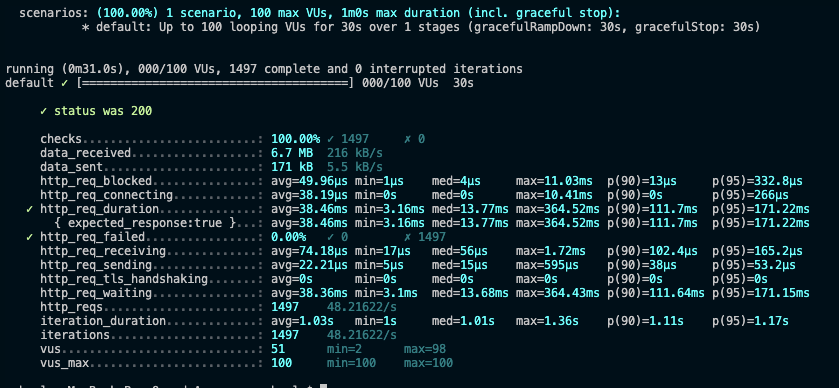 scenarios: (100.00%) 1 scenario, 100 max VUs, 1m0s max duration (incl. graceful stop):
* default: Up to 100 looping VUs for 30s over 1 stages (gracefulRampDown: 30s, gracefulStop: 30s)
running (0m31.0s), 000/100 VUs, 1497 complete and 0 interrupted iterations
default ✓ [======================================] 000/100 VUs  30s
✓ status was 200
checks.........................: 100.00% ✓ 1497     ✗ 0
data_received..................: 6.7 MB  216 kB/s
data_sent......................: 171 kB  5.5 kB/s
http_req_blocked...............: avg=49.96µs min=1µs    med=4µs     max=11.03ms  p(90)=13µs     p(95)=332.8µs
http_req_connecting............: avg=38.19µs min=0s     med=0s      max=10.41ms  p(90)=0s       p(95)=266µs
✓ http_req_duration..............: avg=38.46ms min=3.16ms med=13.77ms max=364.52ms p(90)=111.7ms  p(95)=171.22ms
{ expected_response:true }...: avg=38.46ms min=3.16ms med=13.77ms max=364.52ms p(90)=111.7ms  p(95)=171.22ms
✓ http_req_failed................: 0.00%   ✓ 0        ✗ 1497
http_req_receiving.............: avg=74.18µs min=17µs   med=56µs    max=1.72ms   p(90)=102.4µs  p(95)=165.2µs
http_req_sending...............: avg=22.21µs min=5µs    med=15µs    max=595µs    p(90)=38µs     p(95)=53.2µs
http_req_tls_handshaking.......: avg=0s      min=0s     med=0s      max=0s       p(90)=0s       p(95)=0s
http_req_waiting...............: avg=38.36ms min=3.1ms  med=13.68ms max=364.43ms p(90)=111.64ms p(95)=171.15ms
http_reqs......................: 1497    48.21622/s
iteration_duration.............: avg=1.03s   min=1s     med=1.01s   max=1.36s    p(90)=1.11s    p(95)=1.17s
iterations.....................: 1497    48.21622/s
vus............................: 51      min=2      max=98
vus_max........................: 100     min=100    max=100